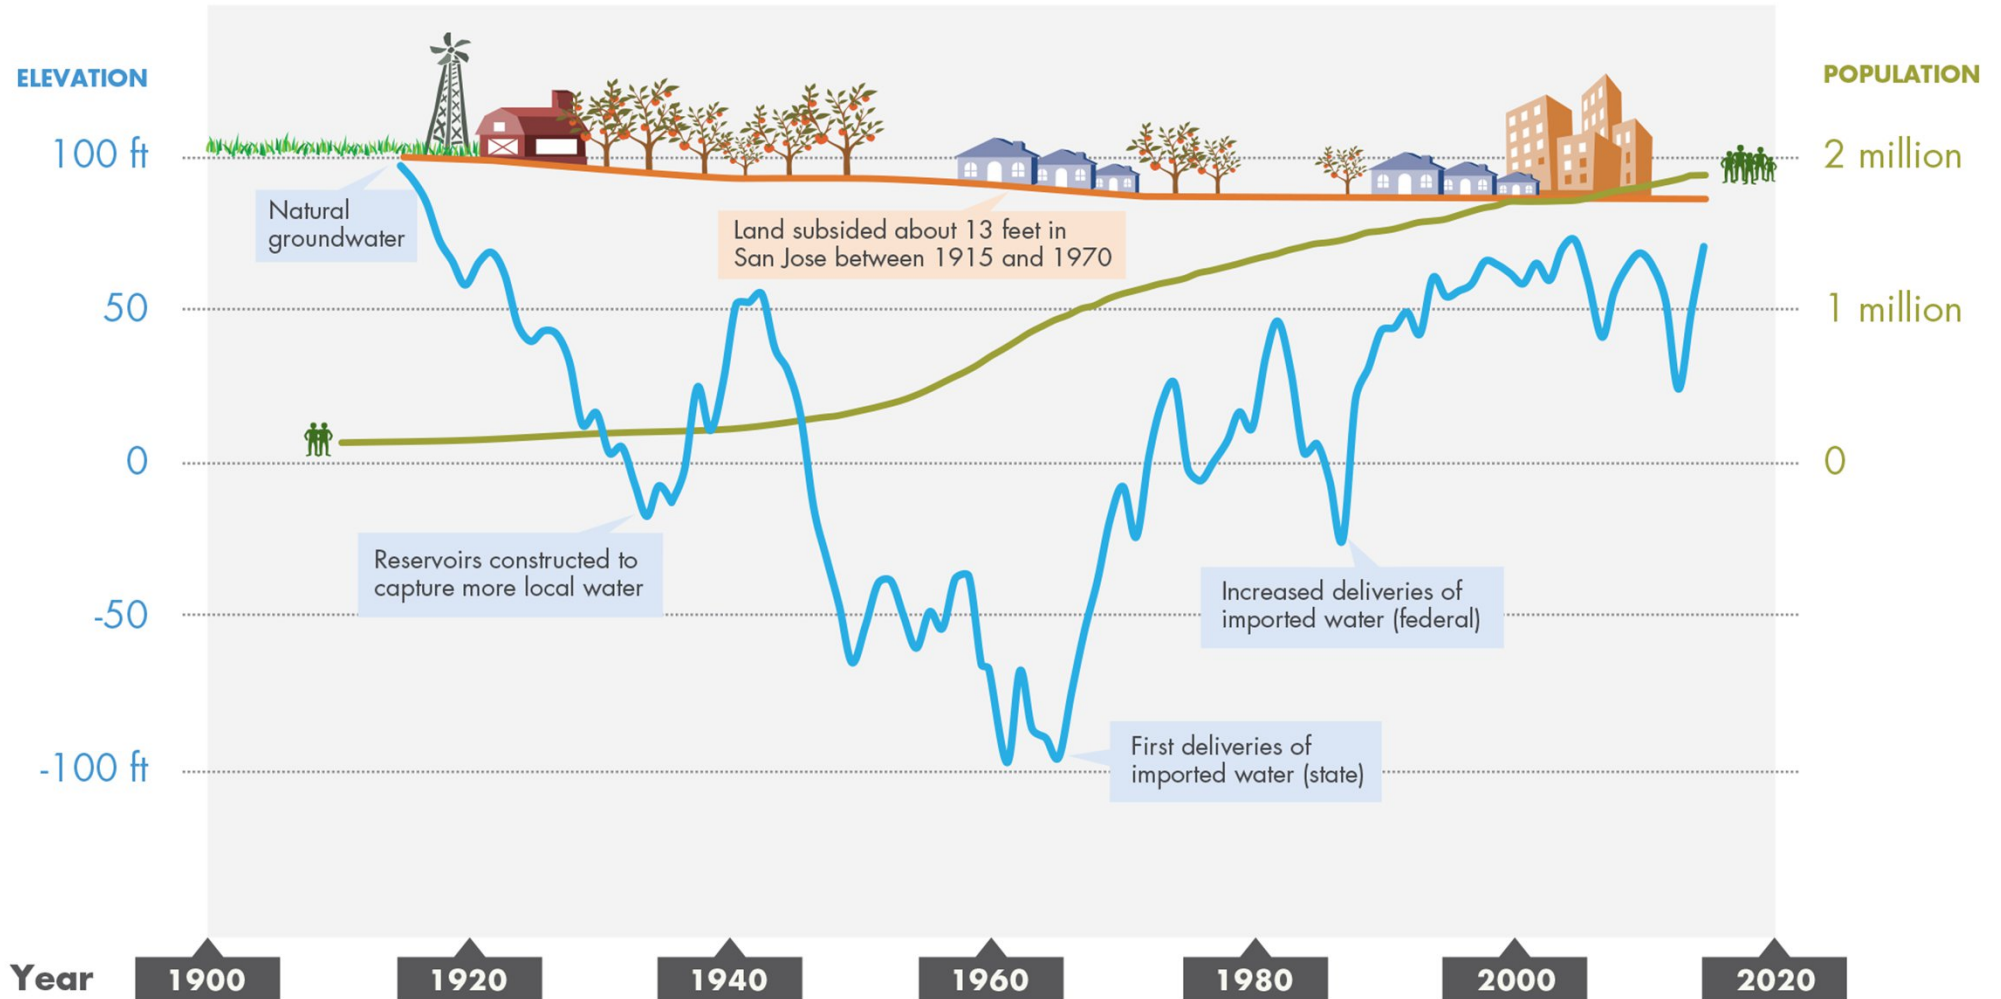 ELEVATION
POPULATION
100 ft
2 million
Natural
groundwater
Land subsided about 13 feet in
San Jose between 1915 and 1970
50
1 million
0
0
Reservoirs constructed to
capture more local water
Increased deliveries of
imported water (federal)
-50
First deliveries of
imported water (state)
-100 ft
Year
1900
1920
1940
1960
1980
2000
2020